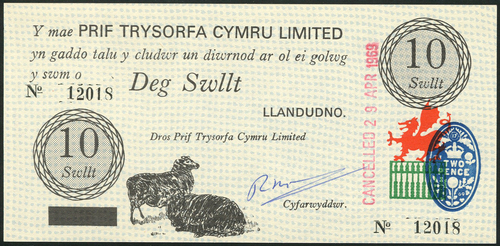 Y mae PRIF TRYSORFA CYMRU LIMITED
yn gaddo talu y cludwr un diwrnod ar ol ei golwg
y swm o Deg Swllt
Nº 12018
LLANDUDNO.
10
Swllt
CANCELLED 29 APR 1969
10
Swllt
Dros Prif Trysorfa Cymru Limited
TWO
PENCE
Cyfarwyddwr.
Nº 12018